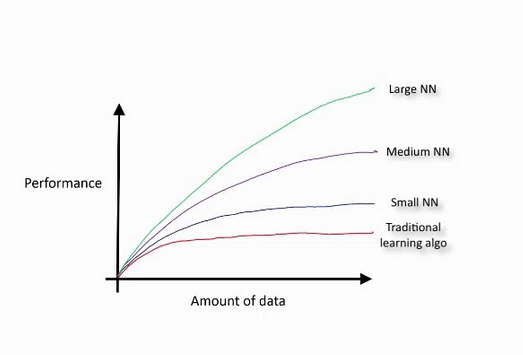 Large NN
Medium NN
Performance
Small NN
Traditional
learning algo
Amount of data